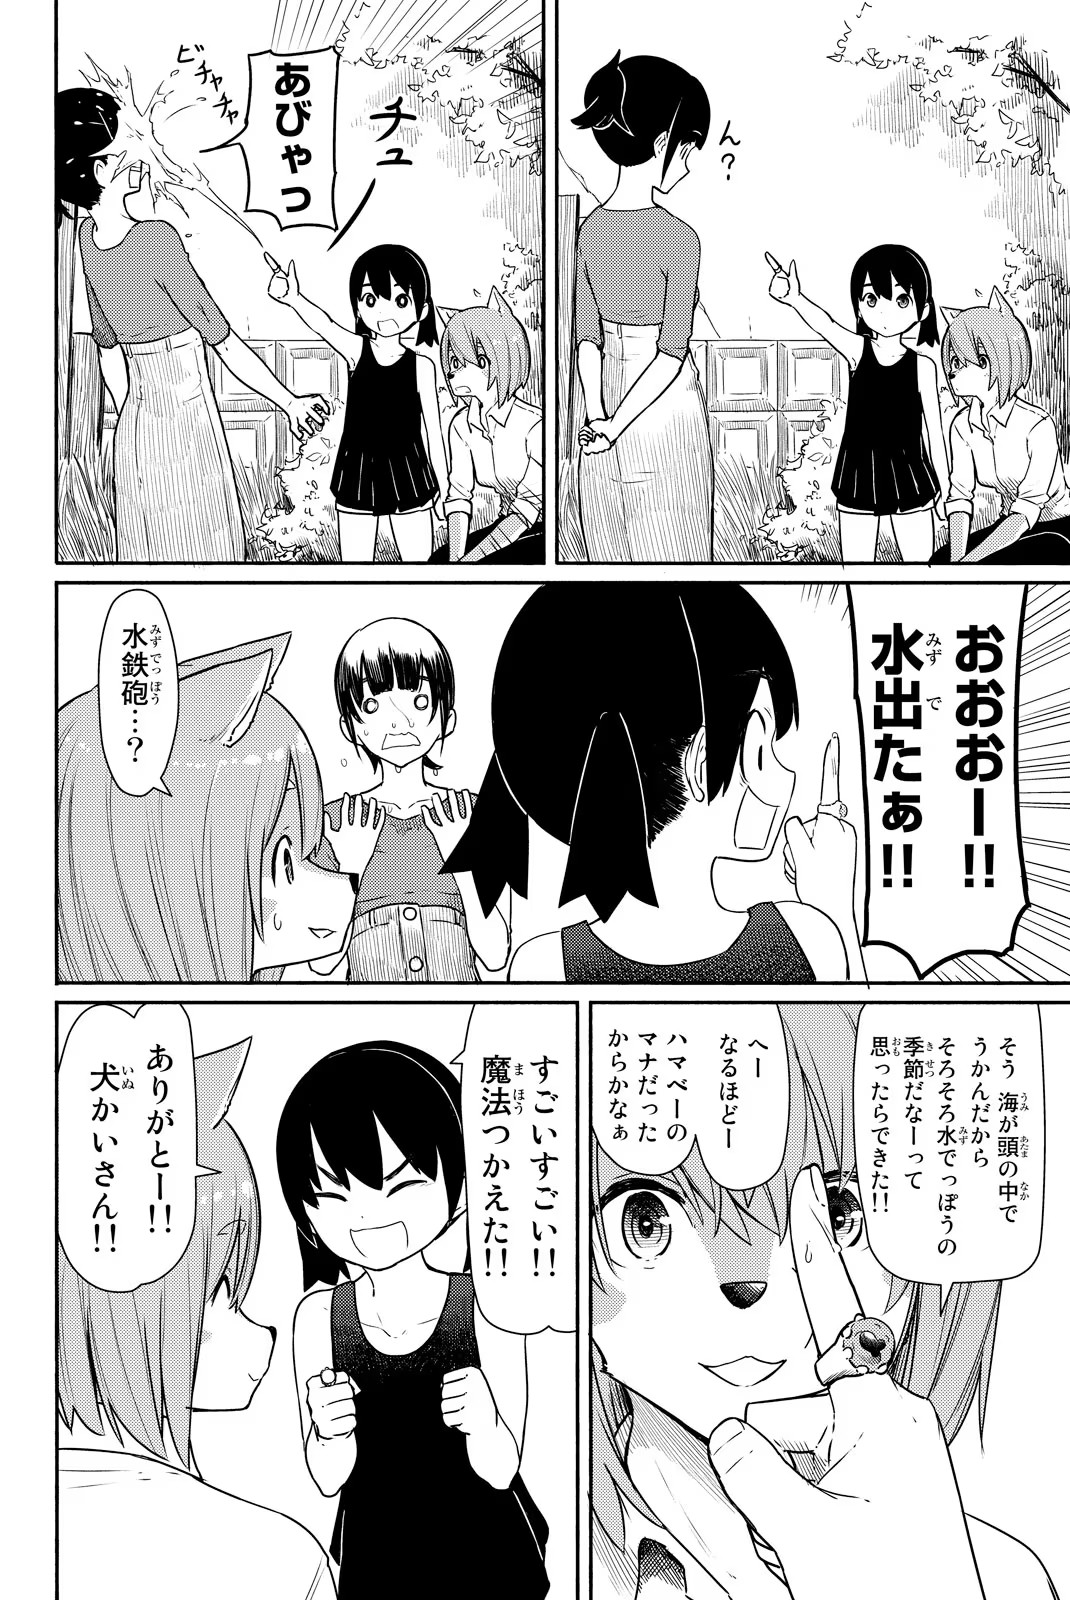 ん?
チュ
あびゃっ
ビチャチャ
おおおー!!
水出たぁ!!
水鉄砲…?
そう 海が頭の中で
うかんだから
そろそろ水でっぽうの
季節だなーって
思ったらできた!!
へー
なるほどー
ハマベーの
マナだった
からかなぁ
すごいすごい!!
魔法つかえた!!
ありがとー!!
犬かいさん!!